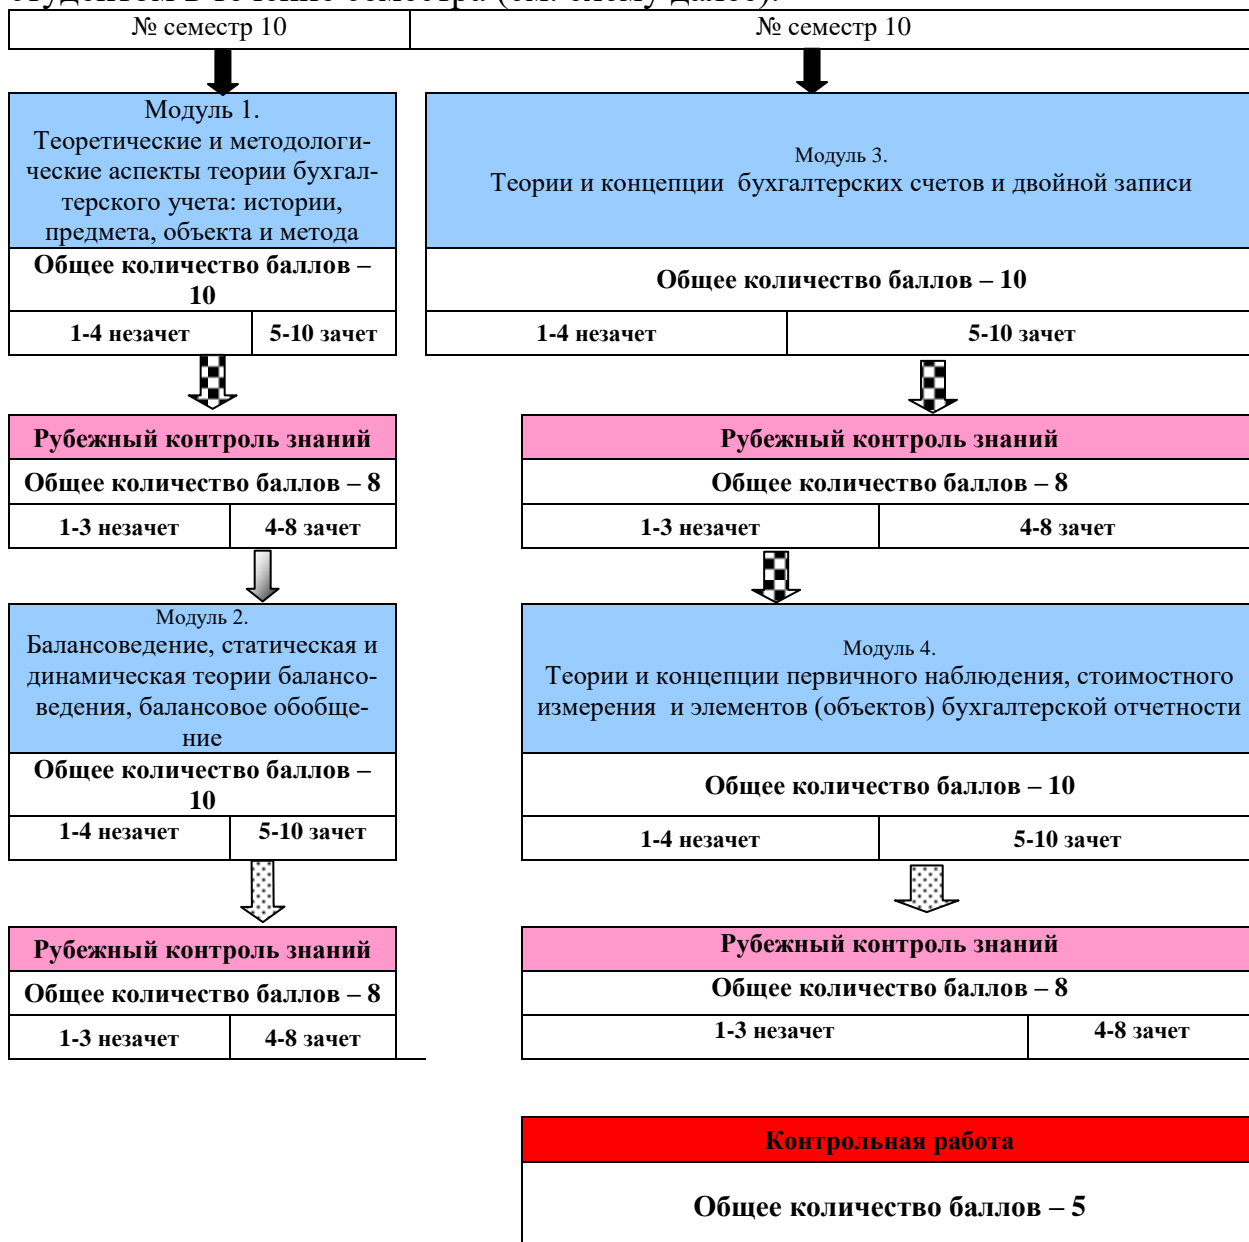 студентом в течение семестра (см. схему далее).
№ семестр 10
№ семестр 10
Модуль 1.
Теоретические и методологи-
ческие аспекты теории бухгал-
терского учета: истории,
предмета, объекта и метода
Общее количество баллов –
10
1-4 незачет
5-10 зачет
Модуль 3.
Теории и концепции бухгалтерских счетов и двойной записи
Общее количество баллов – 10
1-4 незачет
5-10 зачет
Рубежный контроль знаний
Общее количество баллов – 8
1-3 незачет
4-8 зачет
Рубежный контроль знаний
Общее количество баллов – 8
1-3 незачет
4-8 зачет
Модуль 2.
Балансоведение, статическая и
динамическая теории балансо-
ведения, балансовое обобще-
ние
Общее количество баллов –
10
1-4 незачет
5-10 зачет
Модуль 4.
Теории и концепции первичного наблюдения, стоимостного
измерения и элементов (объектов) бухгалтерской отчетности
Общее количество баллов – 10
1-4 незачет
5-10 зачет
Рубежный контроль знаний
Общее количество баллов – 8
1-3 незачет
4-8 зачет
Рубежный контроль знаний
Общее количество баллов – 8
1-3 незачет
4-8 зачет
Контрольная работа
Общее количество баллов – 5